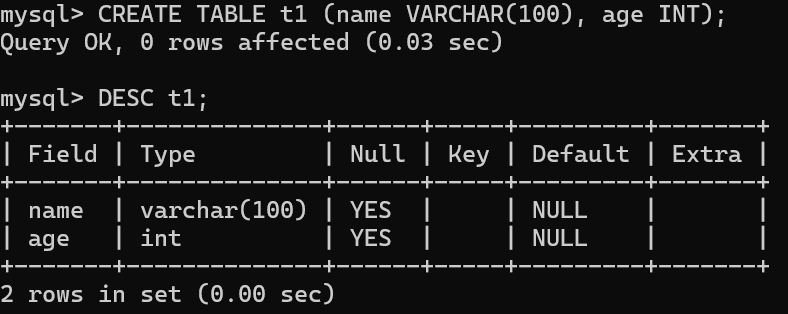 mysql> CREATE TABLE t1 (name VARCHAR(100), age INT);
Query OK, 0 rows affected (0.03 sec)

mysql> DESC t1;
+-------+--------------+------+-----+---------+-------+
| Field | Type         | Null | Key | Default | Extra |
+-------+--------------+------+-----+---------+-------+
| name  | varchar(100) | YES  |     | NULL    |       |
| age   | int          | YES  |     | NULL    |       |
+-------+--------------+------+-----+---------+-------+
2 rows in set (0.00 sec)